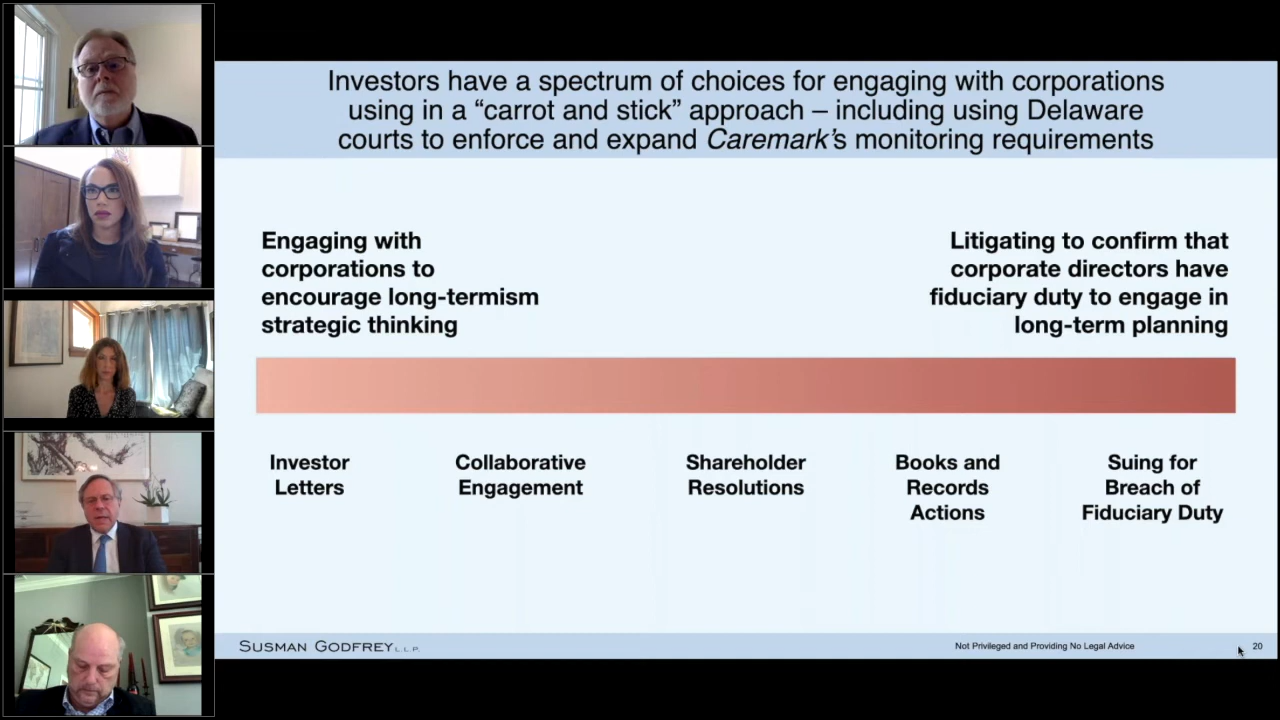 Investors have a spectrum of choices for engaging with corporations
using in a “carrot and stick” approach – including using Delaware
courts to enforce and expand Caremark’s monitoring requirements
Engaging with
corporations to
encourage long-termism
strategic thinking
Litigating to confirm that
corporate directors have
fiduciary duty to engage in
long-term planning
Investor
Letters
Collaborative
Engagement
Shareholder
Resolutions
Books and
Records
Actions
Suing for
Breach of
Fiduciary Duty
SUSMAN GODFREY L.L.P.
Not Privileged and Providing No Legal Advice
20